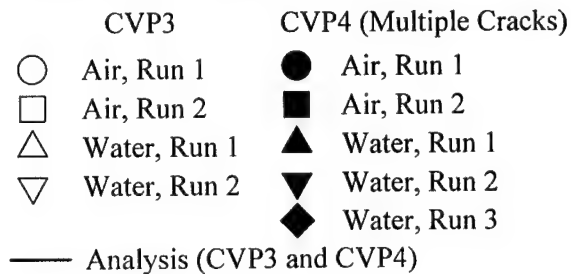 CVP3 CVP4 (Multiple Cracks)
Air, Run 1 Air, Run 1
Air, Run 2 Air, Run 2
Water, Run 1 Water, Run 1
Water, Run 2 Water, Run 2
Water, Run 3
Analysis (CVP3 and CVP4)